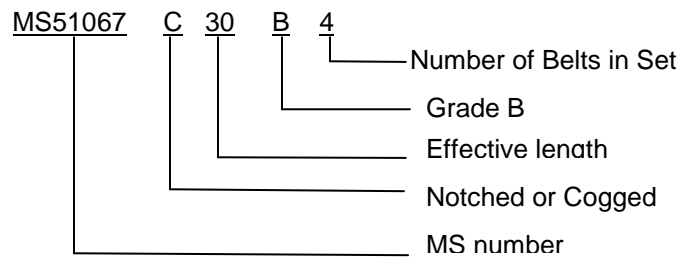 MS51067 C 30 B 4
Number of Belts in Set
Grade B
Effective length
Notched or Cogged
MS number